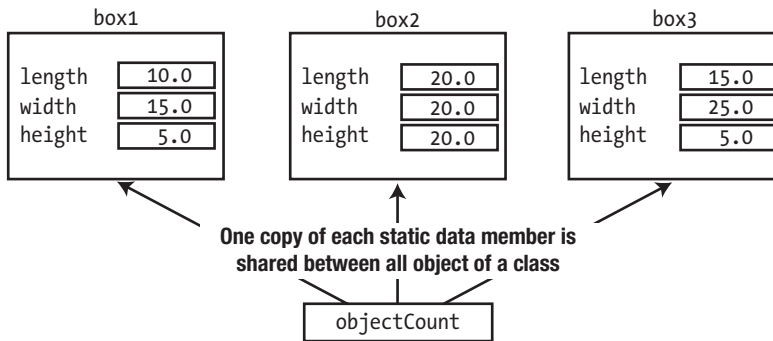 box1
box2
box3
length 10.0
width 15.0
height 5.0
length 20.0
width 20.0
height 20.0
length 15.0
width 25.0
height 5.0
One copy of each static data member is
shared between all object of a class
objectCount